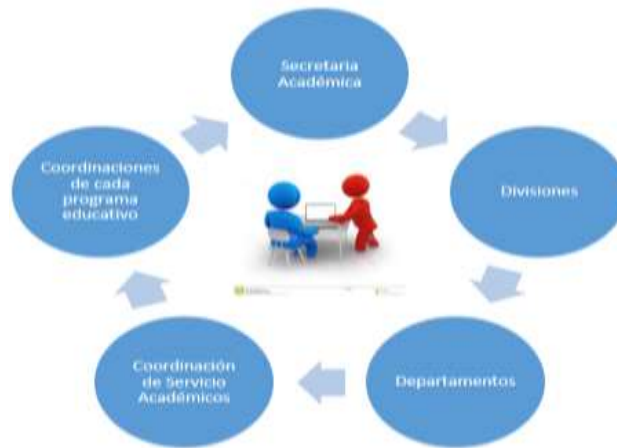 Secretaria
Académica
Divisiones
Departamentos
Coordinación
de Servicio
Académicos
Coordinaciones
de cada
programa
educativo